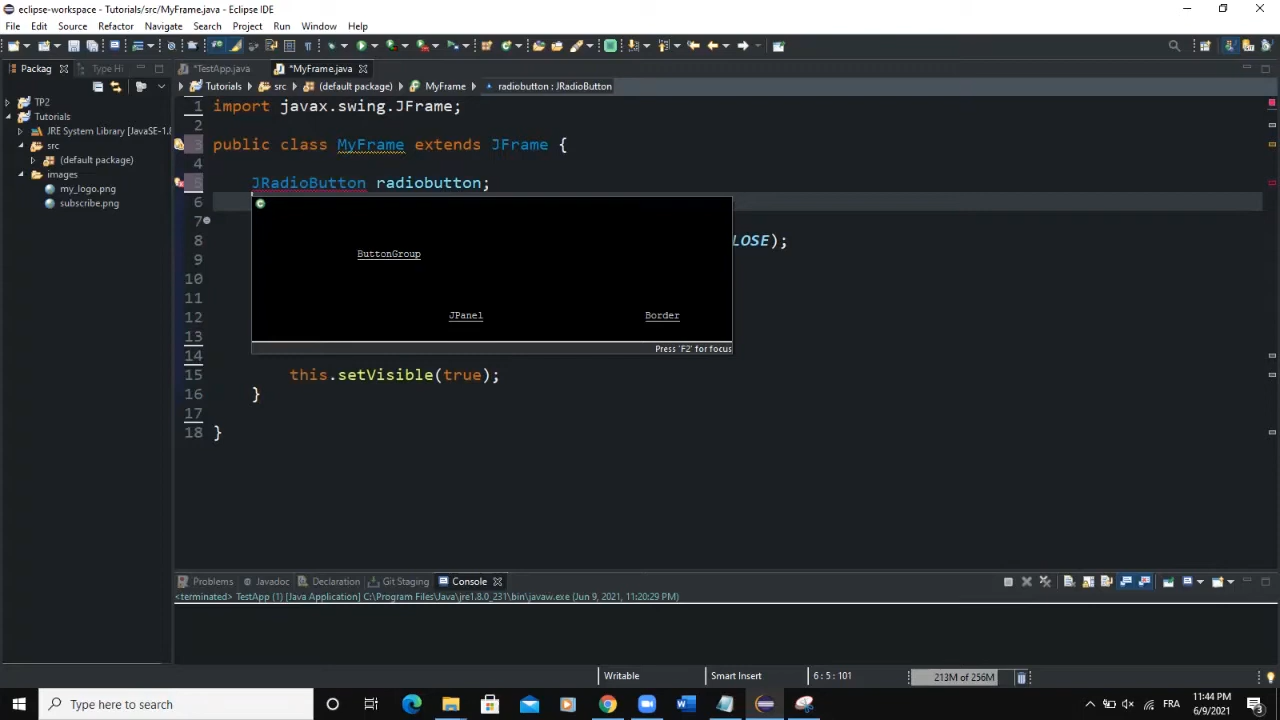 eclipse-workspace - Tutorials/src/MyFrame.java - Eclipse IDE
File Edit Source Refactor Navigate Search Project Run Window Help
Packag Type Hi *TestApp.java *MyFrame.java
Tutorials src (default package) MyFrame radiobutton : JRadioButton
TP2
Tutorials
JRE System Library [JavaSE-1.
src
(default package)
images
my_logo.png
subscribe.png
1 import javax.swing.JFrame;
2
3 public class MyFrame extends JFrame {
4
5 JRadioButton radiobutton;
6
7
8 LOSE);
9
10
11
12
13
14
15 this.setVisible(true);
16 }
17
18 }
ButtonGroup
JPanel Border
Press 'F2' for focus
Problems Javadoc Declaration Git Staging Console
<terminated> TestApp (1) [Java Application] C:\Program Files\Java\jre1.8.0_231\bin\javaw.exe (Jun 9, 2021, 11:20:29 PM)
Writable Smart Insert 6 : 5 : 101 213M of 256M
Type here to search
FRA
11:44 PM
6/9/2021
3